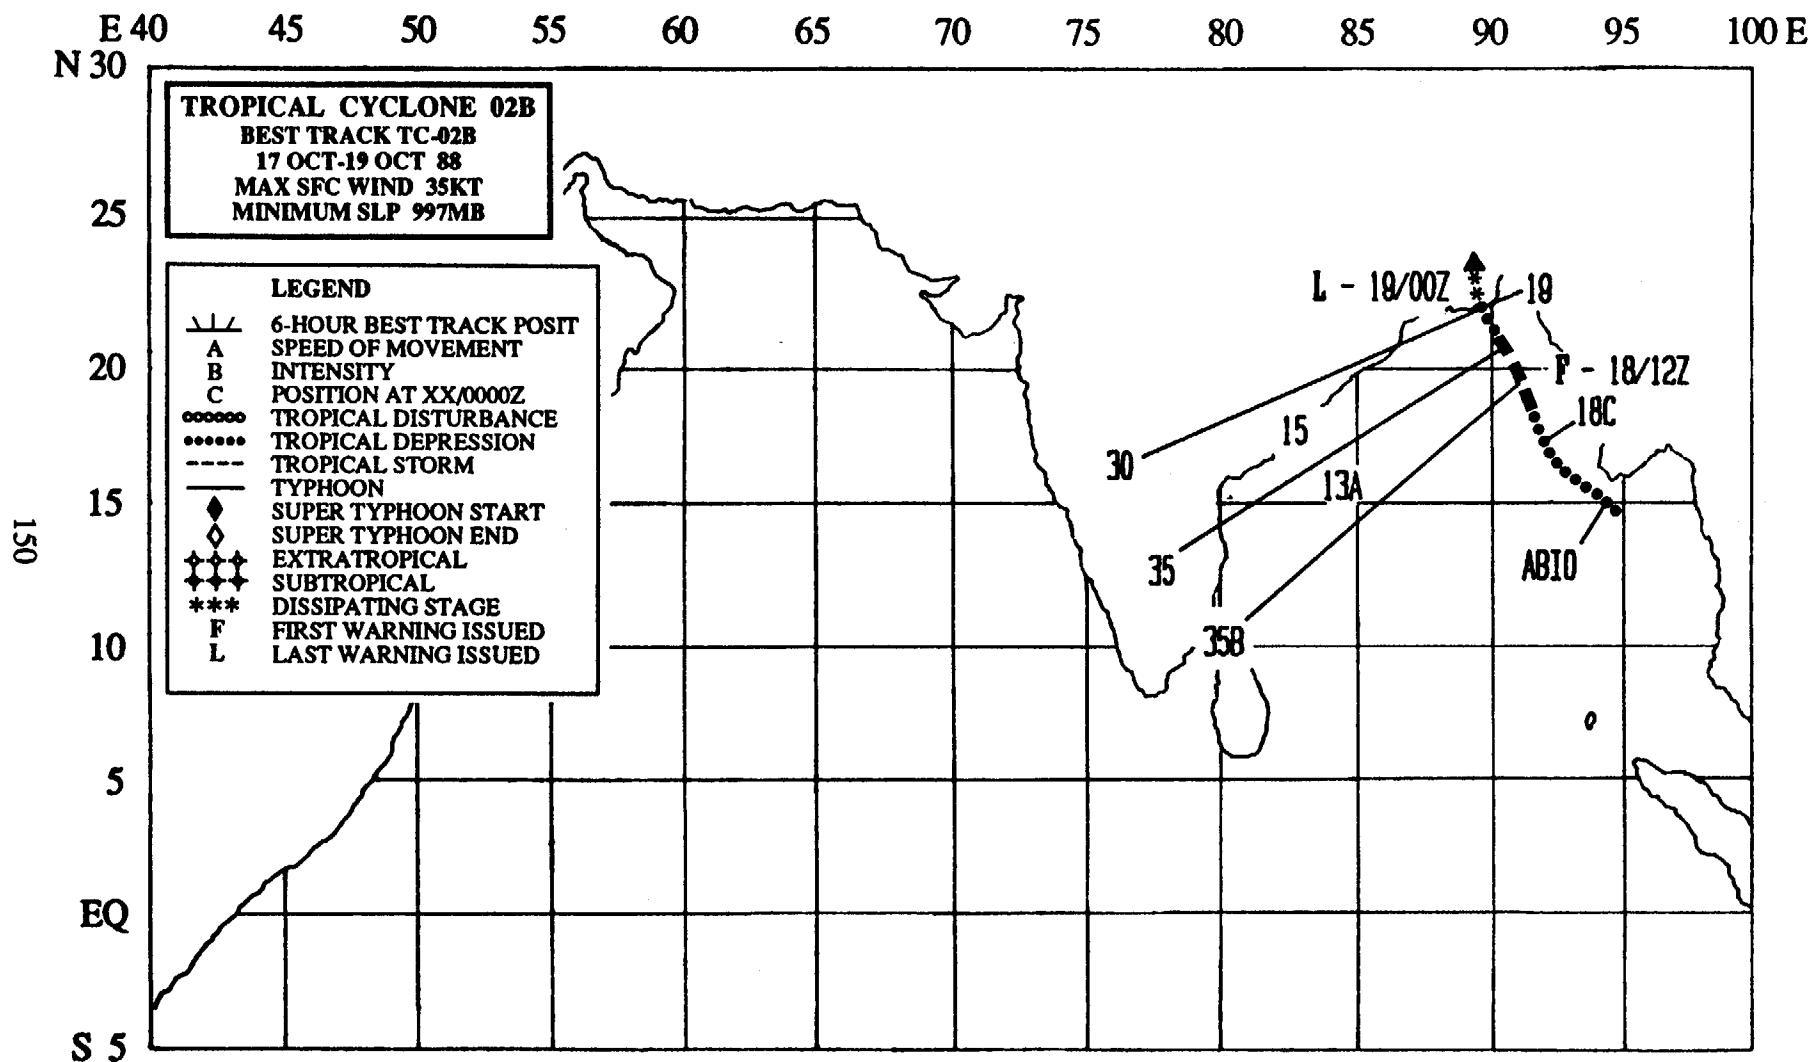 E 40 45 50 55 60 65 70 75 80 85 90 95 100 E
N 30
TROPICAL CYCLONE 02B
BEST TRACK TC-02B
17 OCT-19 OCT 88
MAX SFC WIND 35KT
MINIMUM SLP 997MB
25
LEGEND
6-HOUR BEST TRACK POSIT
A SPEED OF MOVEMENT
B INTENSITY
C POSITION AT XX/0000Z
TROPICAL DISTURBANCE
TROPICAL DEPRESSION
TROPICAL STORM
TYPHOON
SUPER TYPHOON START
SUPER TYPHOON END
EXTRATROPICAL
SUBTROPICAL
*** DISSIPATING STAGE
F FIRST WARNING ISSUED
L LAST WARNING ISSUED
L - 19/00Z
19
20
F - 18/12Z
18C
15
30
13A
15
35
ABIO
150
35B
10
5
EQ
S 5